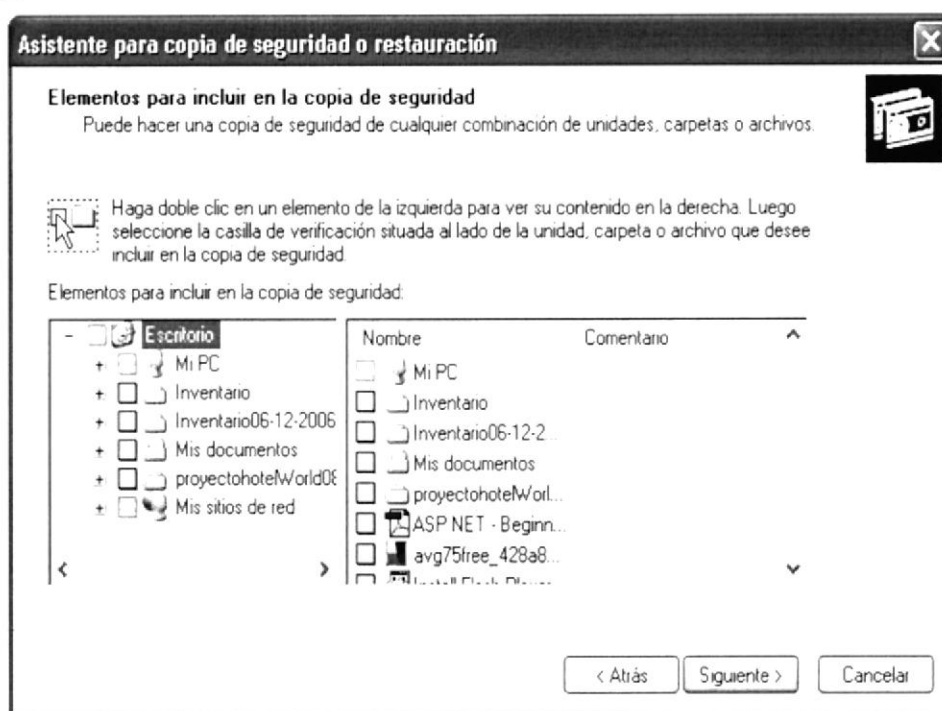 Asistente para copia de seguridad o restauración
Elementos para incluir en la copia de seguridad
Puede hacer una copia de seguridad de cualquier combinación de unidades, carpetas o archivos.
Haga doble clic en un elemento de la izquierda para ver su contenido en la derecha. Luego
seleccione la casilla de verificación situada al lado de la unidad, carpeta o archivo que desee
incluir en la copia de seguridad.
Elementos para incluir en la copia de seguridad:
- Escritorio
+ Mi PC
+ Inventario
+ Inventario06-12-2006
+ Mis documentos
+ proyectohotelWorld08
+ Mis sitios de red
Nombre Comentario
Mi PC
Inventario
Inventario06-12-2...
Mis documentos
proyectohotelWorl...
ASP NET - Beginn...
avg75free_428a8...
Install Flash Player
< Atrás Siguiente > Cancelar